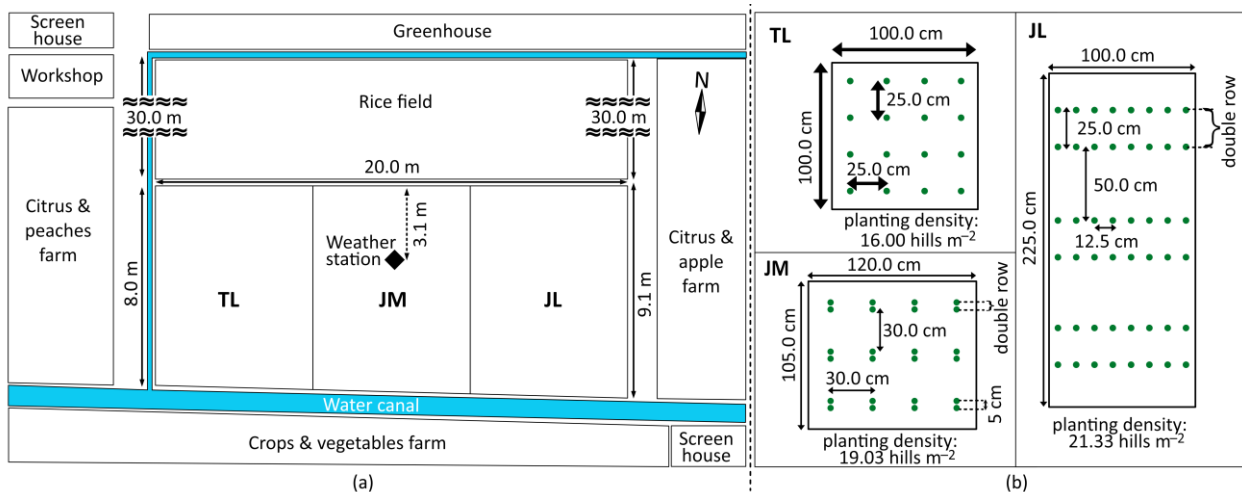 Screen
house
Workshop
Citrus &
peaches
farm
Greenhouse
Rice field
30.0 m
30.0 m
N
20.0 m
8.0 m
3.1 m
Weather
station
TL
JM
JL
9.1 m
Citrus &
apple
farm
Water canal
Crops & vegetables farm
Screen
house
(a)
TL
100.0 cm
100.0 cm
25.0 cm
25.0 cm
planting density:
16.00 hills m⁻²
JM
120.0 cm
105.0 cm
30.0 cm
30.0 cm
double row
5 cm
planting density:
19.03 hills m⁻²
JL
100.0 cm
225.0 cm
25.0 cm
double row
50.0 cm
12.5 cm
planting density:
21.33 hills m⁻²
(b)